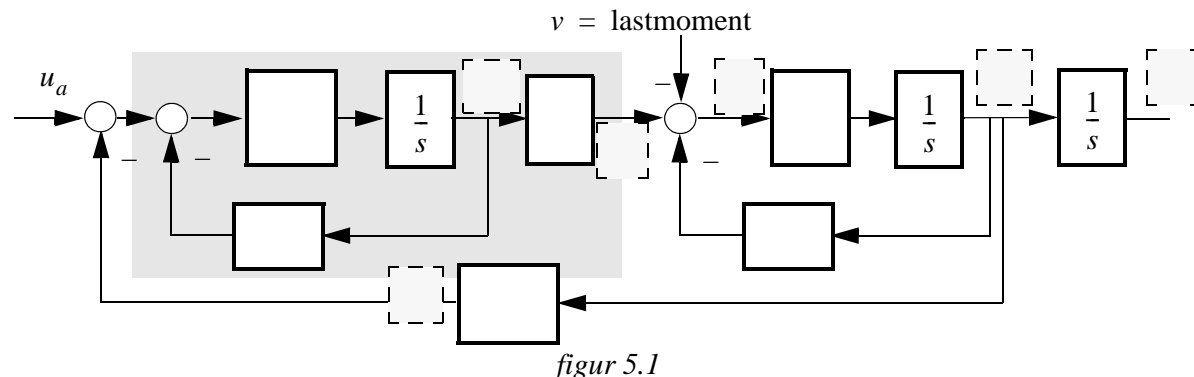 v = lastmoment
u_a
−
−
−
−
1/s
1/s
1/s
figur 5.1